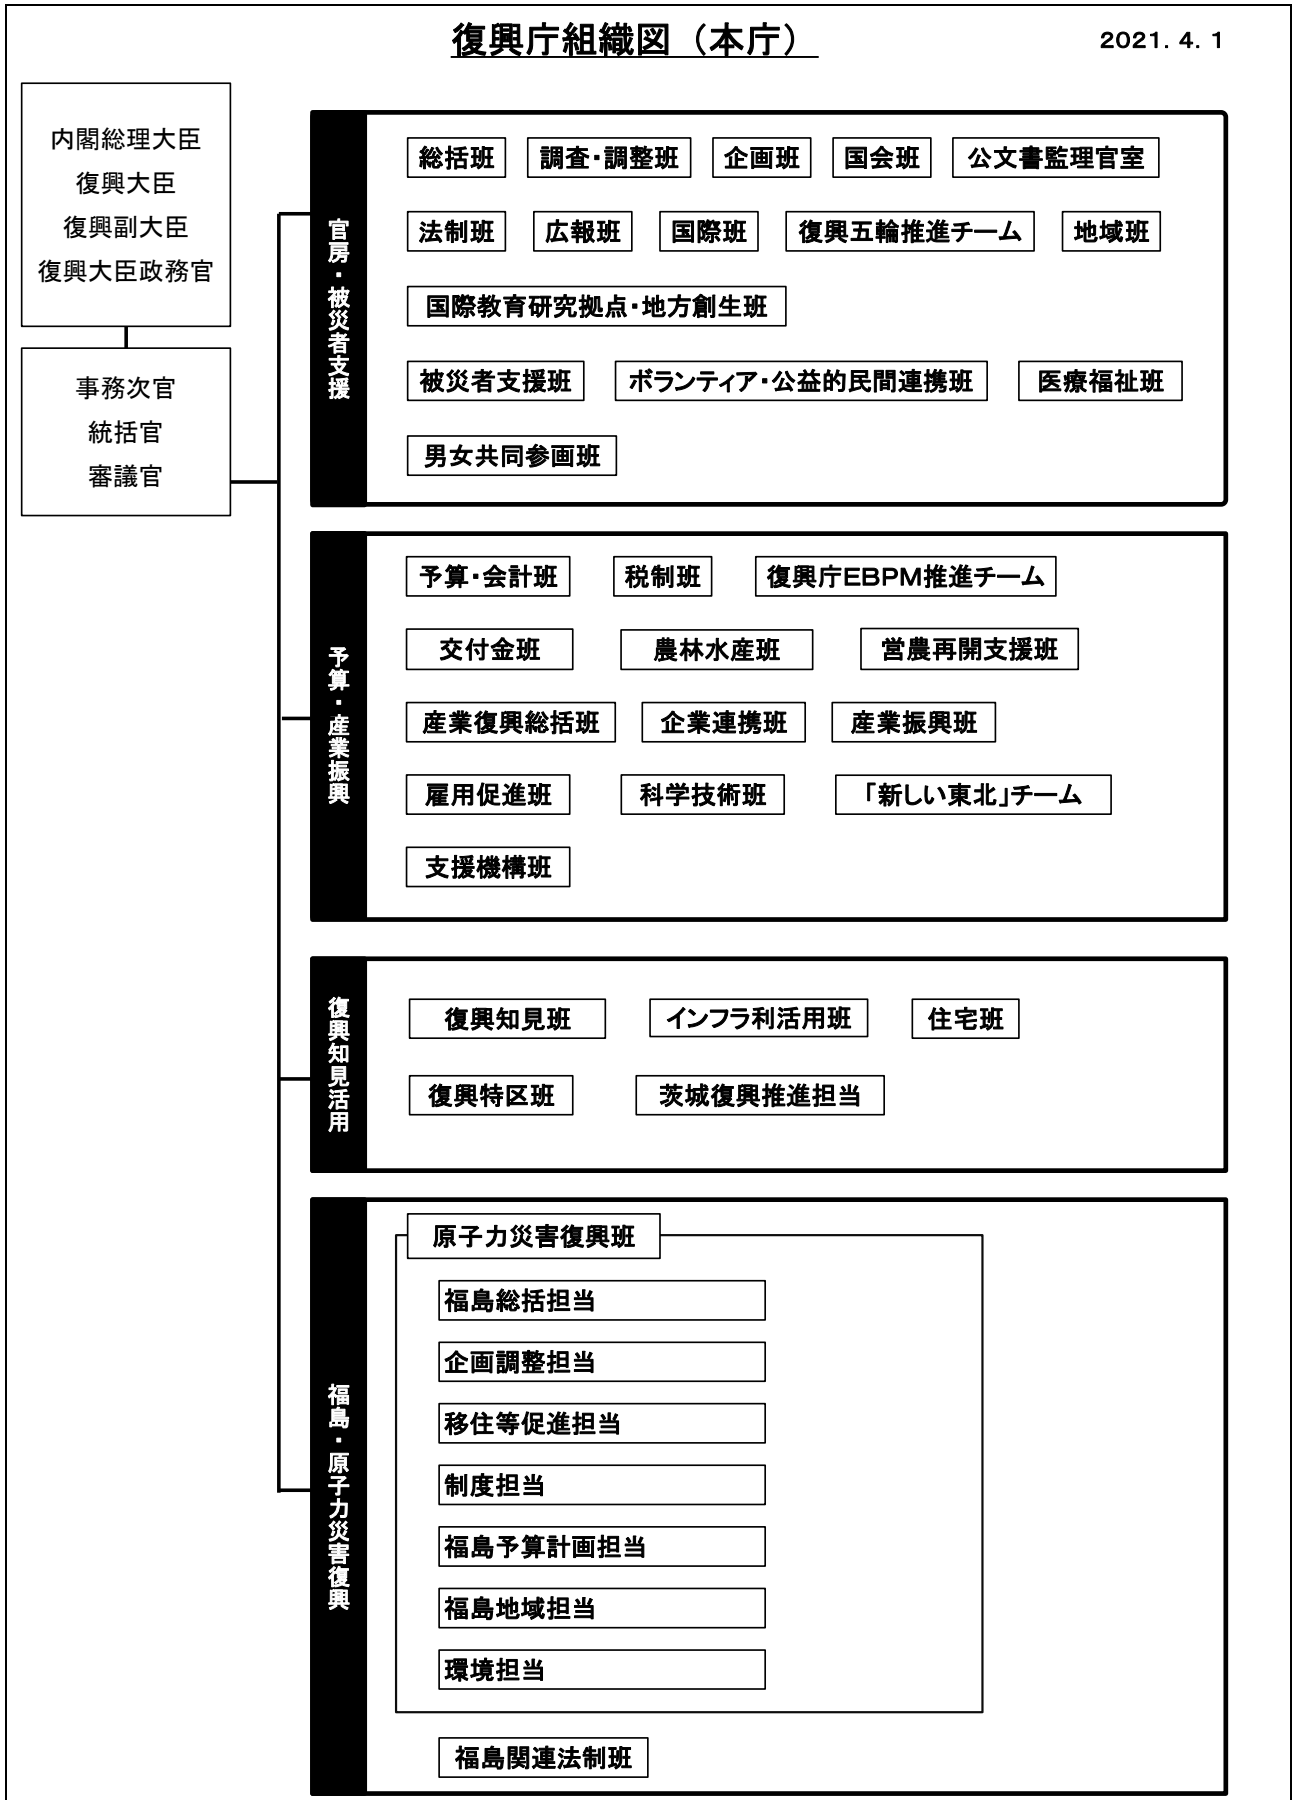 復興庁組織図（本庁）
2021．4．1
内閣総理大臣
復興大臣
復興副大臣
復興大臣政務官
事務次官
統括官
審議官
官房・被災者支援
総括班 調査・調整班 企画班 国会班 公文書監理官室
法制班 広報班 国際班 復興五輪推進チーム 地域班
国際教育研究拠点・地方創生班
被災者支援班 ボランティア・公益的民間連携班 医療福祉班
男女共同参画班
予算・産業振興
予算・会計班 税制班 復興庁EBPM推進チーム
交付金班 農林水産班 営農再開支援班
産業復興総括班 企業連携班 産業振興班
雇用促進班 科学技術班 「新しい東北」チーム
支援機構班
復興知見活用
復興知見班 インフラ利活用班 住宅班
復興特区班 茨城復興推進担当
福島・原子力災害復興
原子力災害復興班
福島総括担当
企画調整担当
移住等促進担当
制度担当
福島予算計画担当
福島地域担当
環境担当
福島関連法制班